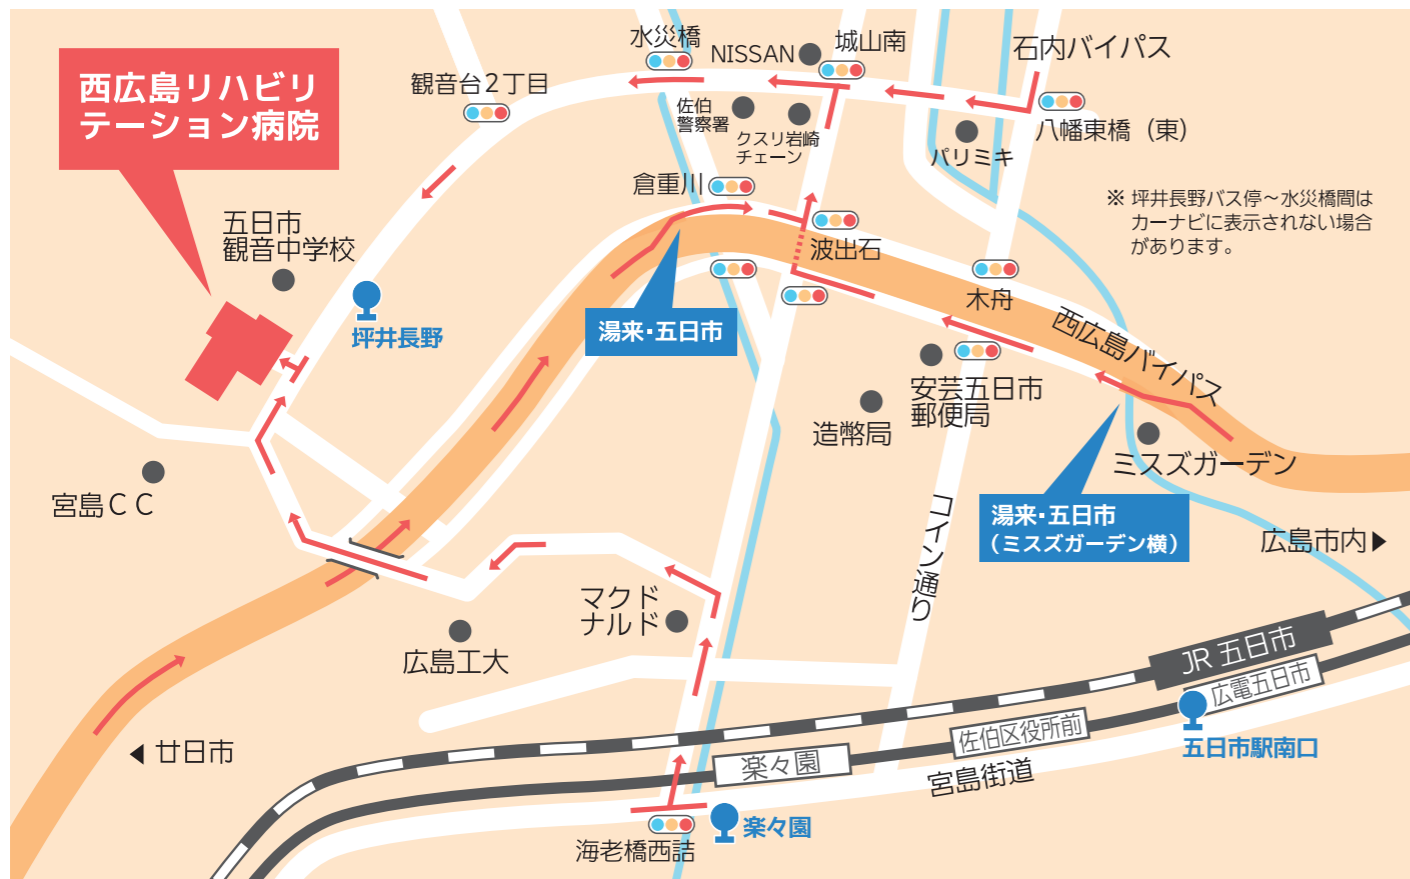 西広島リハビリ
テーション病院
観音台2丁目
水災橋
NISSAN
城山南
石内バイパス
佐伯
警察署
クスリ岩崎
チェーン
パリミキ
八幡東橋（東）
倉重川
波出石
※ 坪井長野バス停～水災橋間は
カーナビに表示されない場合
があります。
五日市
観音中学校
坪井長野
湯来・五日市
木舟
西広島バイパス
安芸五日市
郵便局
造幣局
ミスズガーデン
宮島ＣＣ
湯来・五日市
（ミスズガーデン横）
コイン通り
広島市内▶
マクド
ナルド
広島工大
JR 五日市
広電五日市
五日市駅南口
佐伯区役所前
楽々園
宮島街道
◀ 廿日市
楽々園
海老橋西詰